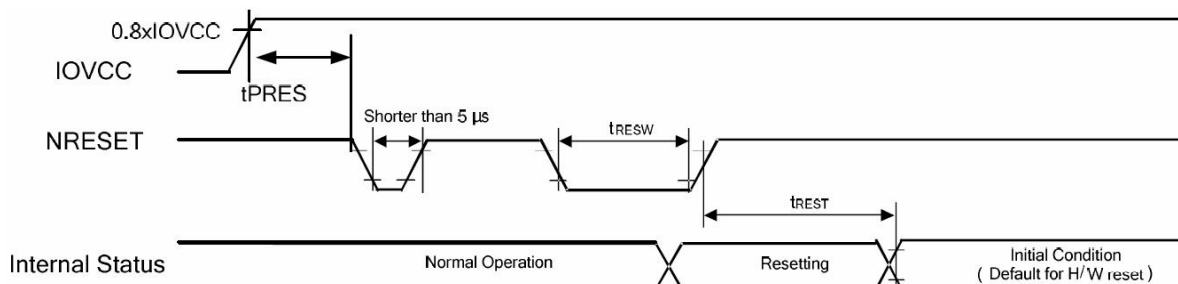 0.8xIOVCC
IOVCC
tPRES
Shorter than 5 µs
tRESW
NRESET
tREST
Internal Status
Normal Operation
Resetting
Initial Condition
( Default for H/W reset )